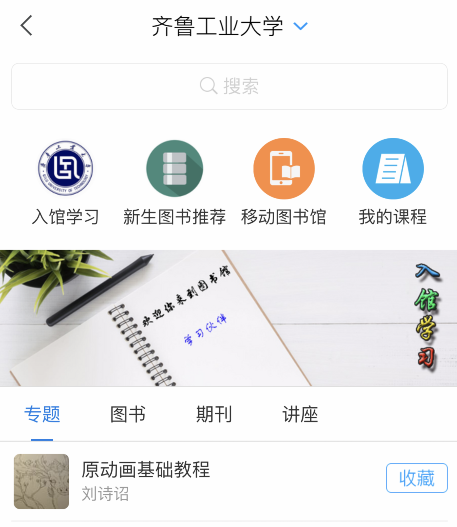 齐鲁工业大学
搜索
入馆学习
新生图书推荐
移动图书馆
我的课程
欢迎你来到图书馆
学习伙伴
入馆学习
专题
图书
期刊
讲座
原动画基础教程
收藏
刘诗诏